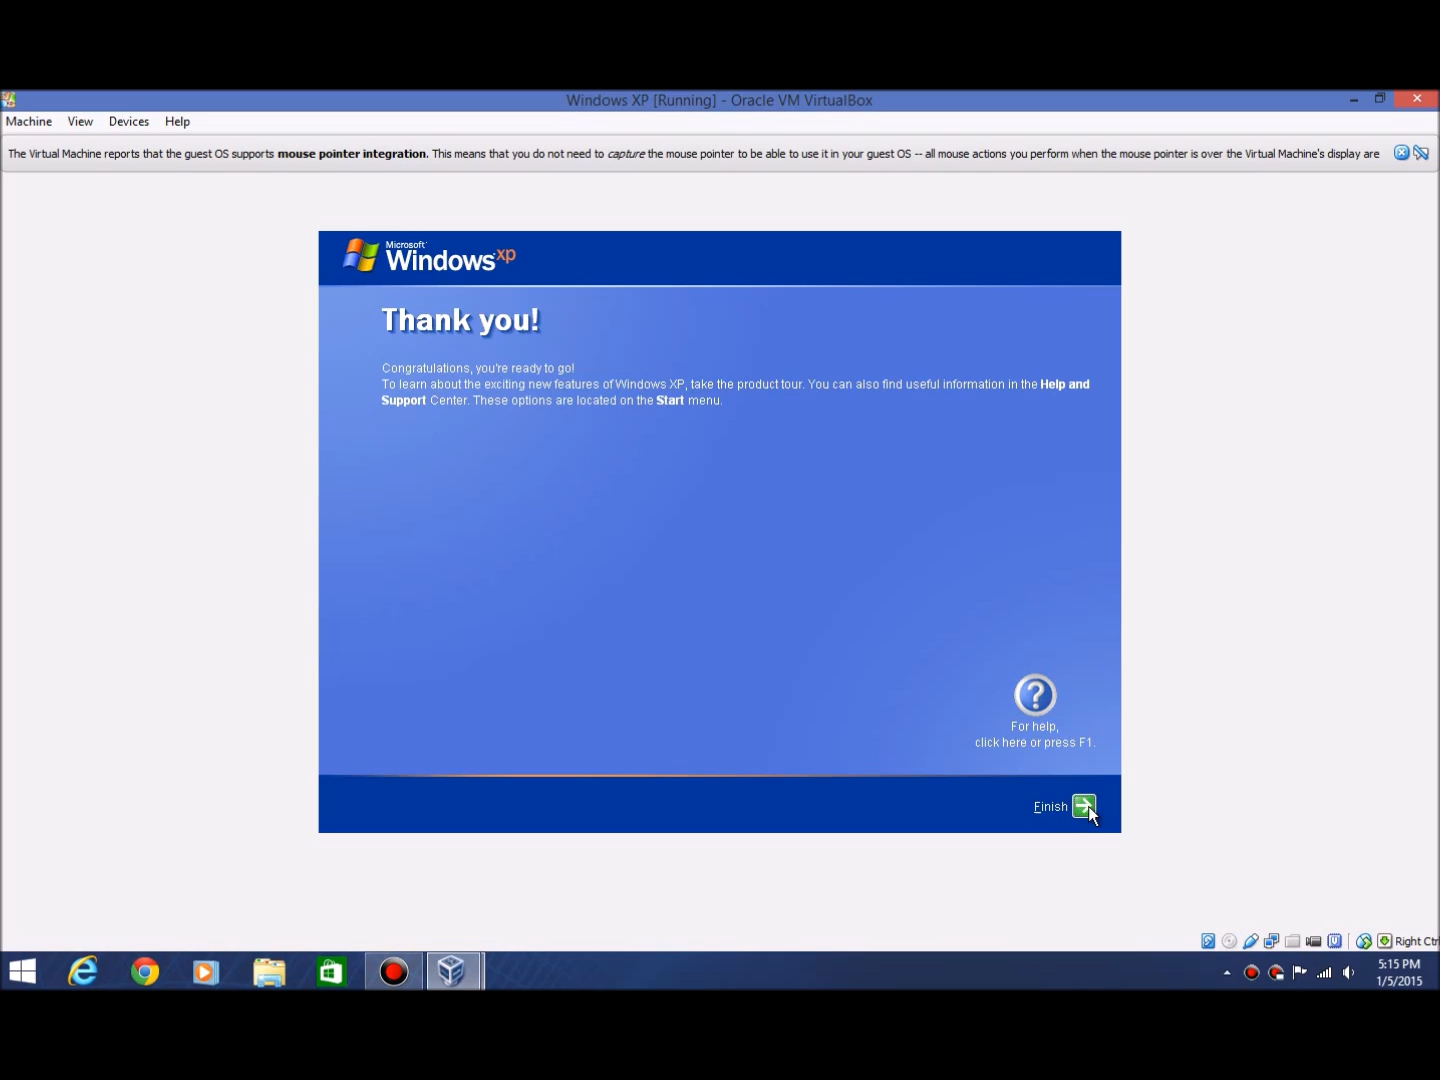 Windows XP [Running] - Oracle VM VirtualBox
Machine View Devices Help
The Virtual Machine reports that the guest OS supports mouse pointer integration. This means that you do not need to capture the mouse pointer to be able to use it in your guest OS -- all mouse actions you perform when the mouse pointer is over the Virtual Machine's display are
Microsoft
Windows xp
Thank you!
Congratulations, you're ready to go!
To learn about the exciting new features of Windows XP, take the product tour. You can also find useful information in the Help and
Support Center. These options are located on the Start menu.
For help,
click here or press F1.
Finish
Right Ctr
5:15 PM
1/5/2015